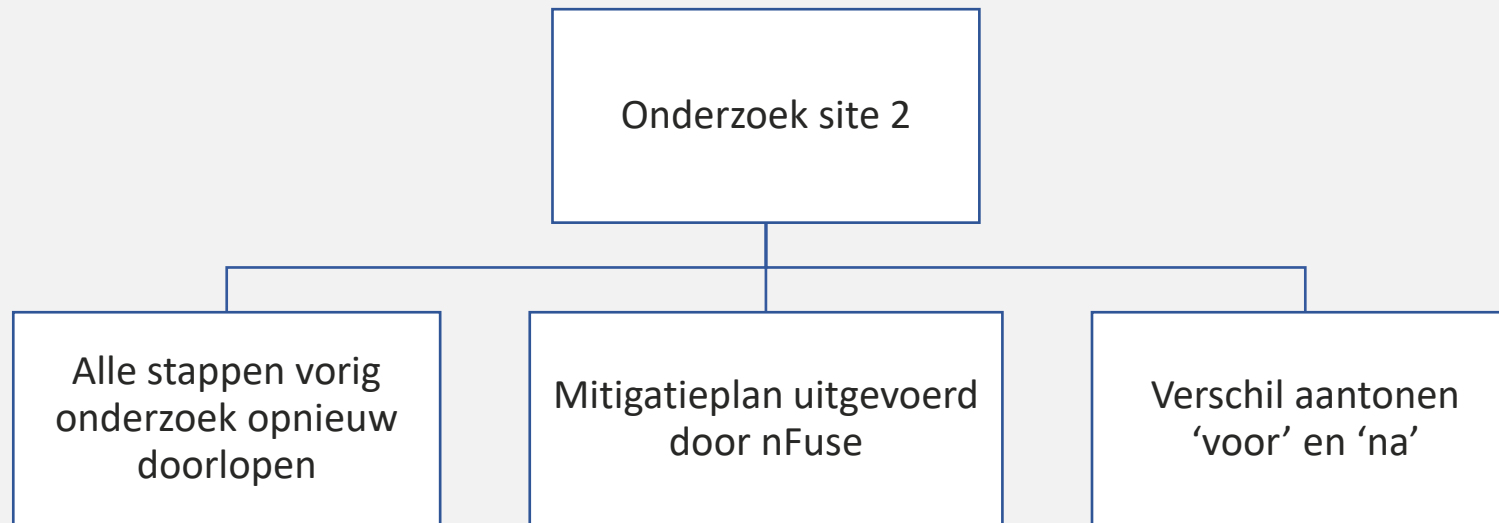 Onderzoek site 2
Alle stappen vorig
onderzoek opnieuw
doorlopen
Mitigatieplan uitgevoerd
door nFuse
Verschil aantonen
‘voor’ en ‘na’